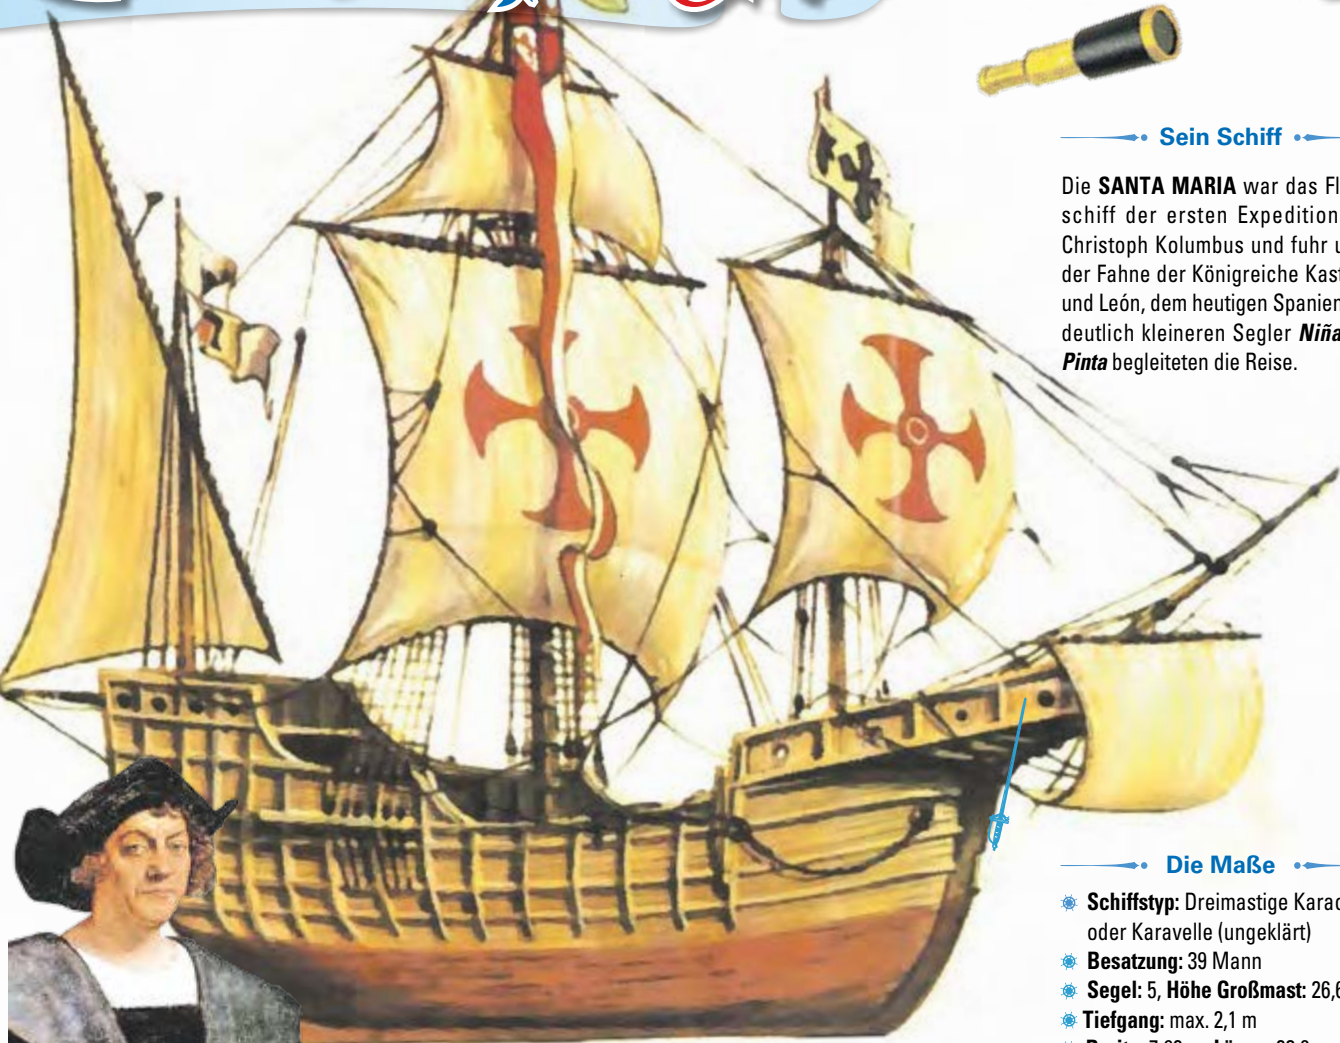 Sein Schiff
Die SANTA MARIA war das Fl
schiff der ersten Expedition
Christoph Kolumbus und fuhr u
der Fahne der Königreiche Kast
und León, dem heutigen Spanien
deutlich kleineren Segler Niña
Pinta begleiteten die Reise.
Die Maße
Schiffstyp: Dreimastige Karac
oder Karavelle (ungeklärt)
Besatzung: 39 Mann
Segel: 5, Höhe Großmast: 26,6
Tiefgang: max. 2,1 m